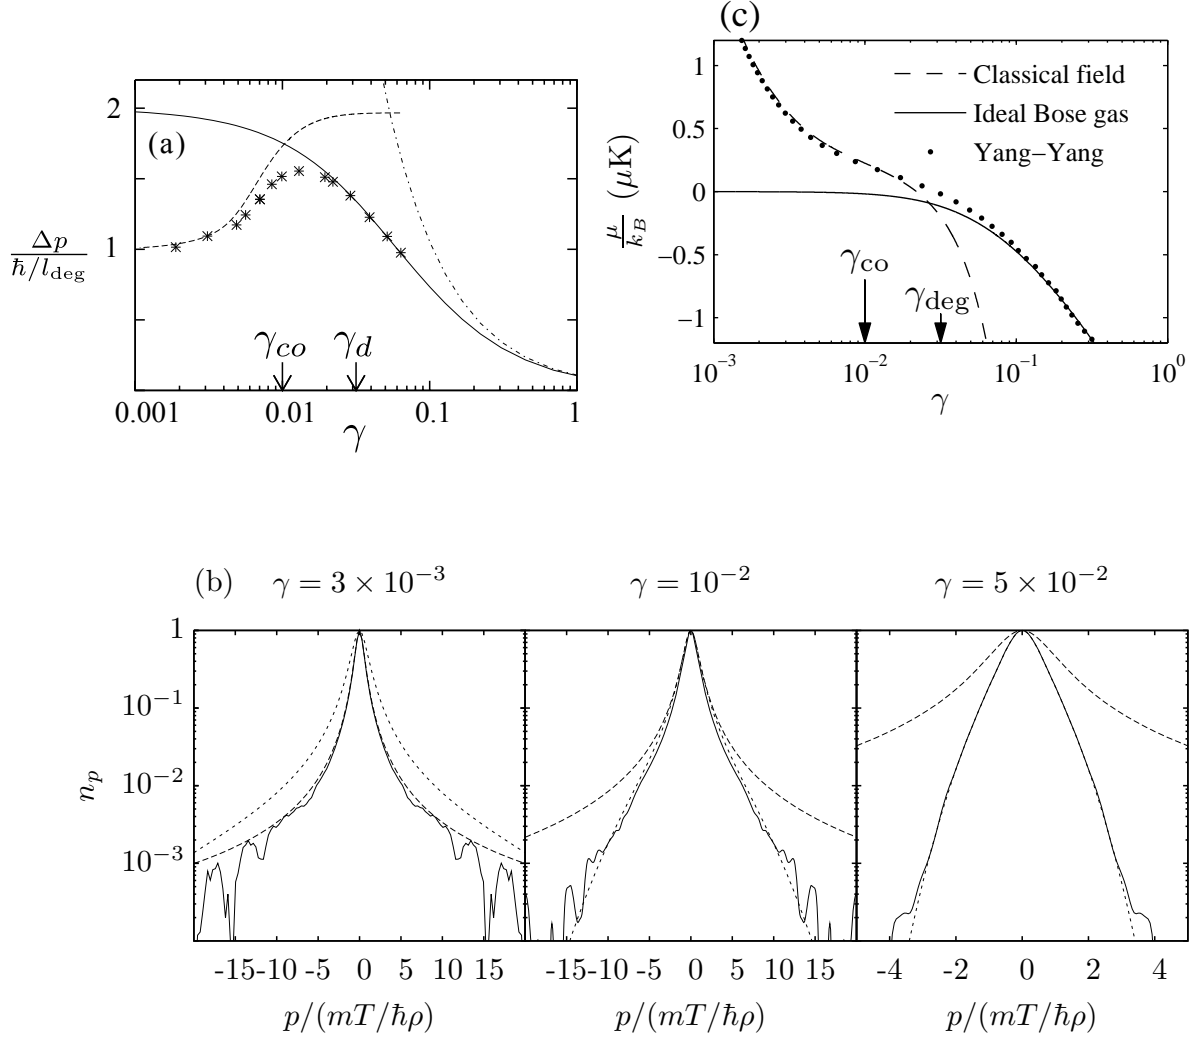 (a)
2
1
Δp
ħ/l_deg
γ_co
γ_d
0.001
0.01
0.1
1
γ
(c)
1
0.5
0
−0.5
−1
μ/k_B (μK)
Classical field
Ideal Bose gas
Yang−Yang
γ_co
γ_deg
10^−3
10^−2
10^−1
10^0
γ
(b)
γ = 3 × 10^−3
γ = 10^−2
γ = 5 × 10^−2
1
10^−1
10^−2
10^−3
n_p
-15 -10 -5 0 5 10 15
-15 -10 -5 0 5 10 15
-4 -2 0 2 4
p/(mT/ħρ)
p/(mT/ħρ)
p/(mT/ħρ)